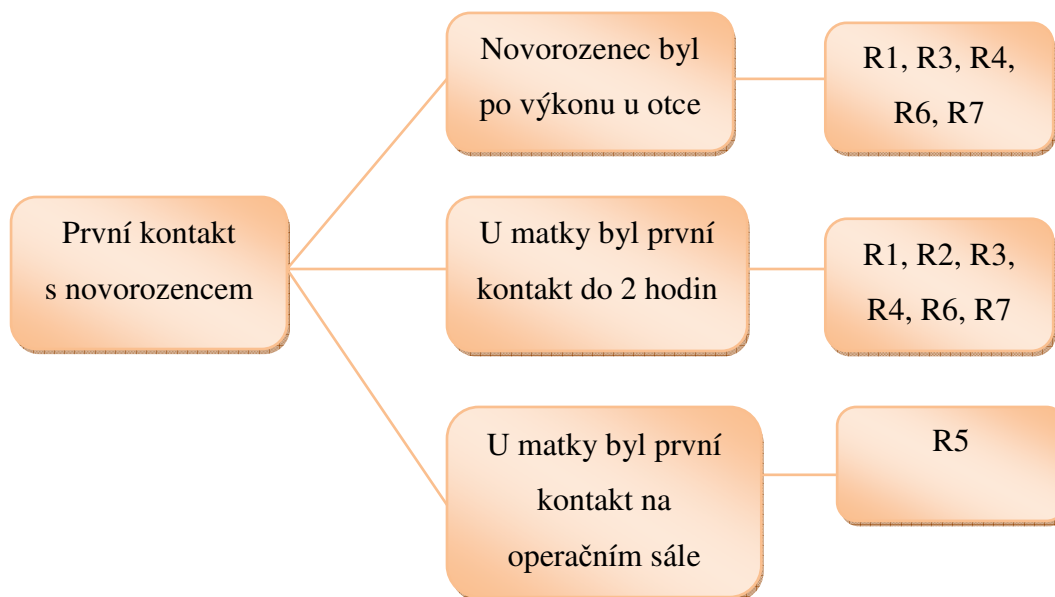 První kontakt
s novorozencem
Novorozenec byl
po výkonu u otce
R1, R3, R4,
R6, R7
U matky byl první
kontakt do 2 hodin
R1, R2, R3,
R4, R6, R7
U matky byl první
kontakt na
operačním sále
R5